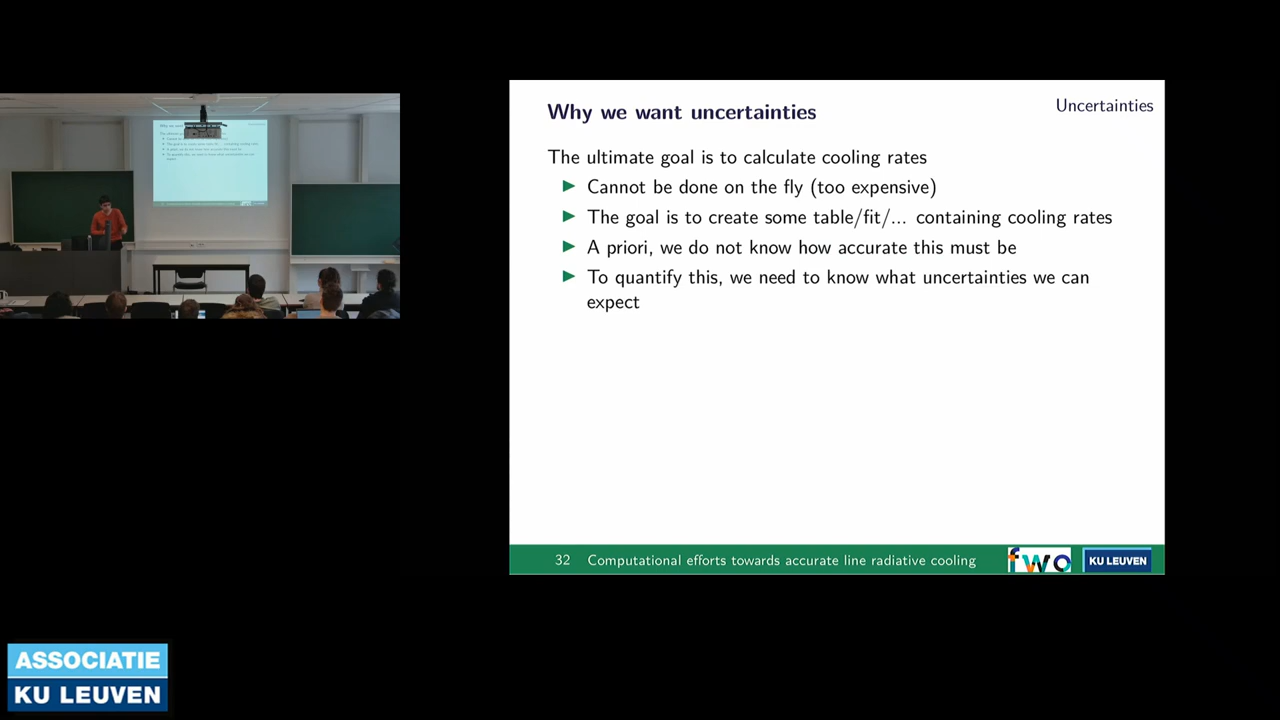 Why we want uncertainties
Uncertainties
The ultimate goal is to calculate cooling rates
Cannot be done on the fly (too expensive)
The goal is to create some table/fit/... containing cooling rates
A priori, we do not know how accurate this must be
To quantify this, we need to know what uncertainties we can
expect
32 Computational efforts towards accurate line radiative cooling
fwo
KU LEUVEN
ASSOCIATIE
KU LEUVEN